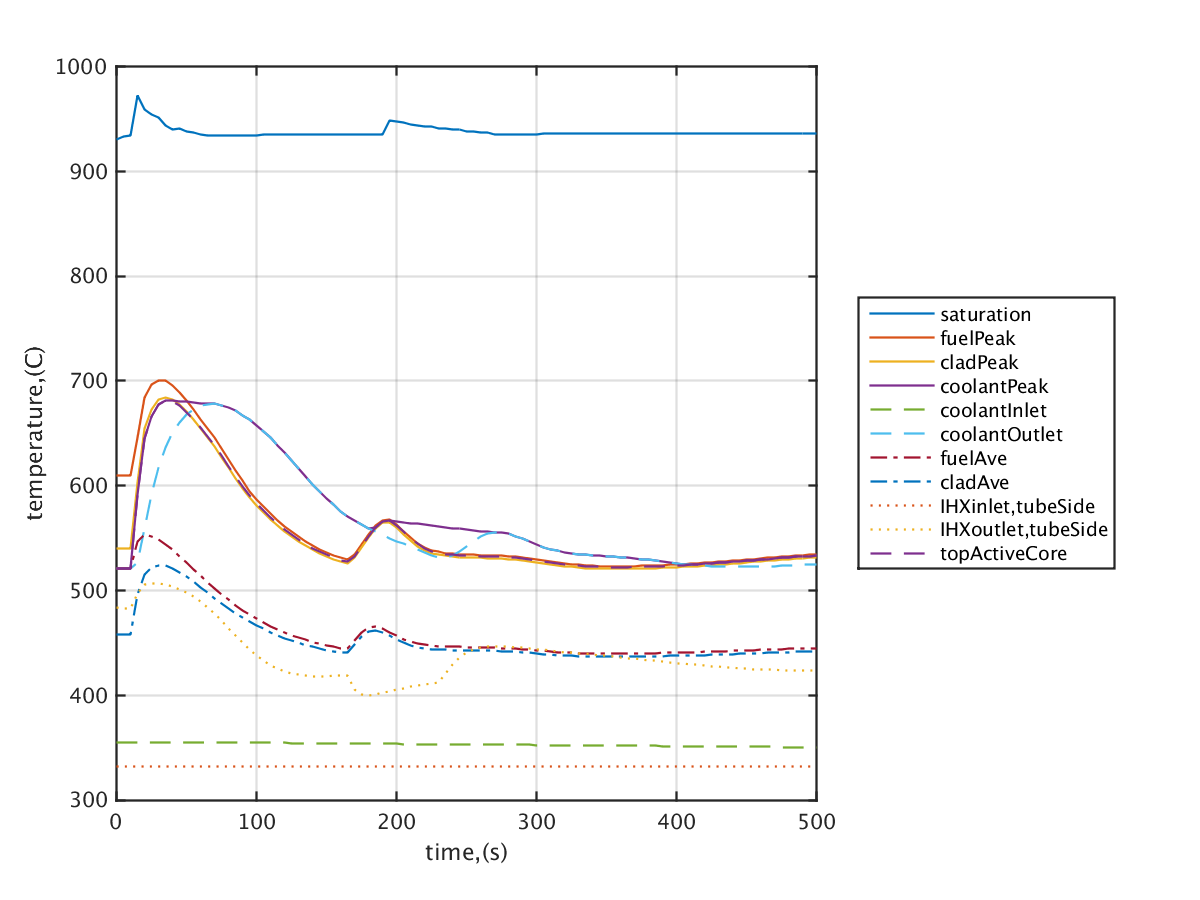 1000
900
800
700
600
500
400
300
0
100
200
300
400
500
temperature,(C)
time,(s)
saturation
fuelPeak
cladPeak
coolantPeak
coolantInlet
coolantOutlet
fuelAve
cladAve
IHXinlet,tubeSide
IHXoutlet,tubeSide
topActiveCore